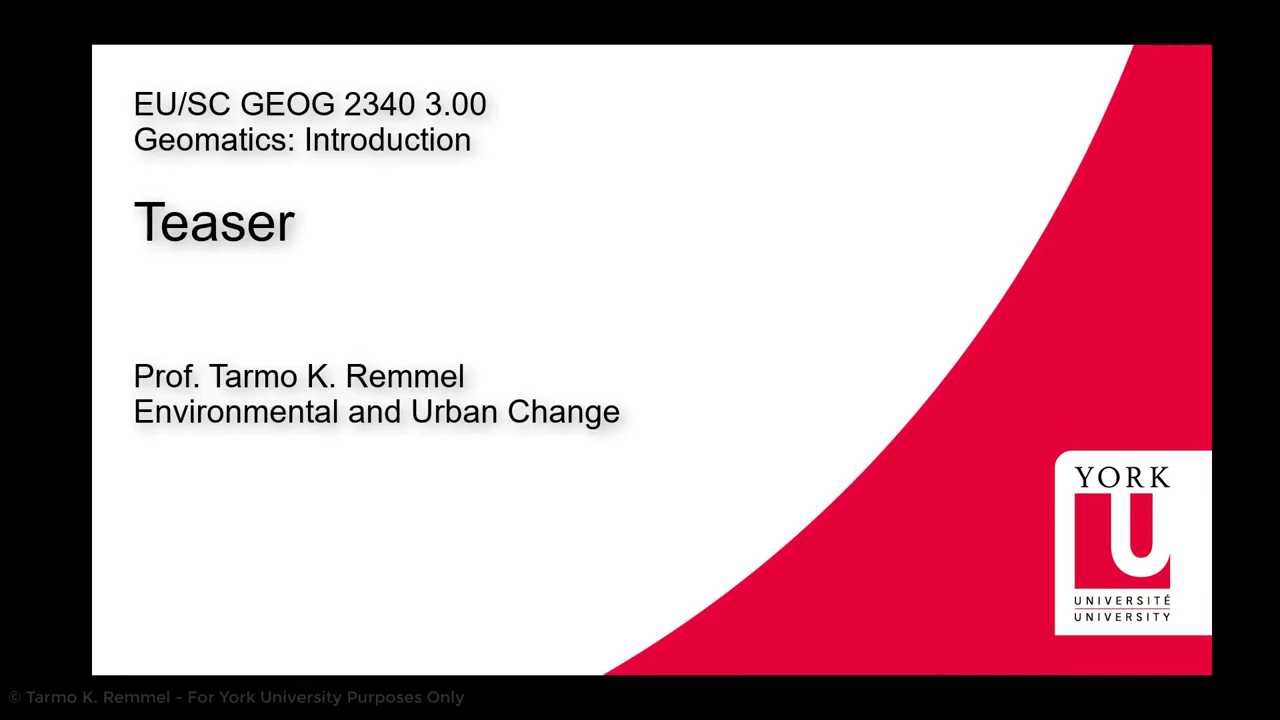 EU/SC GEOG 2340 3.00
Geomatics: Introduction
Teaser
Prof. Tarmo K. Remmel
Environmental and Urban Change
YORK
U
UNIVERSITÉ
UNIVERSITY
© Tarmo K. Remmel - For York University Purposes Only